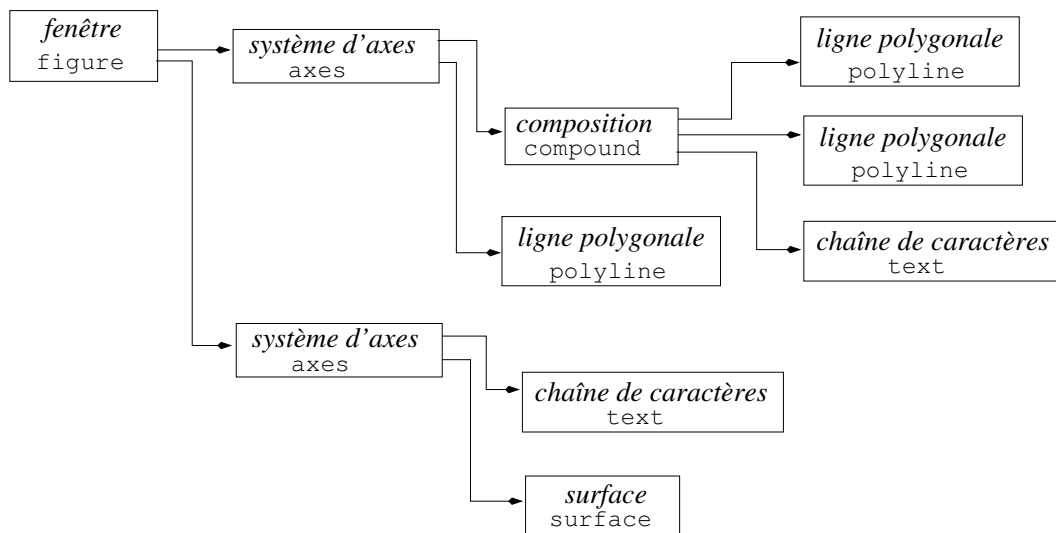 fenêtre
figure
système d'axes
axes
composition
compound
ligne polygonale
polyline
ligne polygonale
polyline
chaîne de caractères
text
ligne polygonale
polyline
système d'axes
axes
chaîne de caractères
text
surface
surface